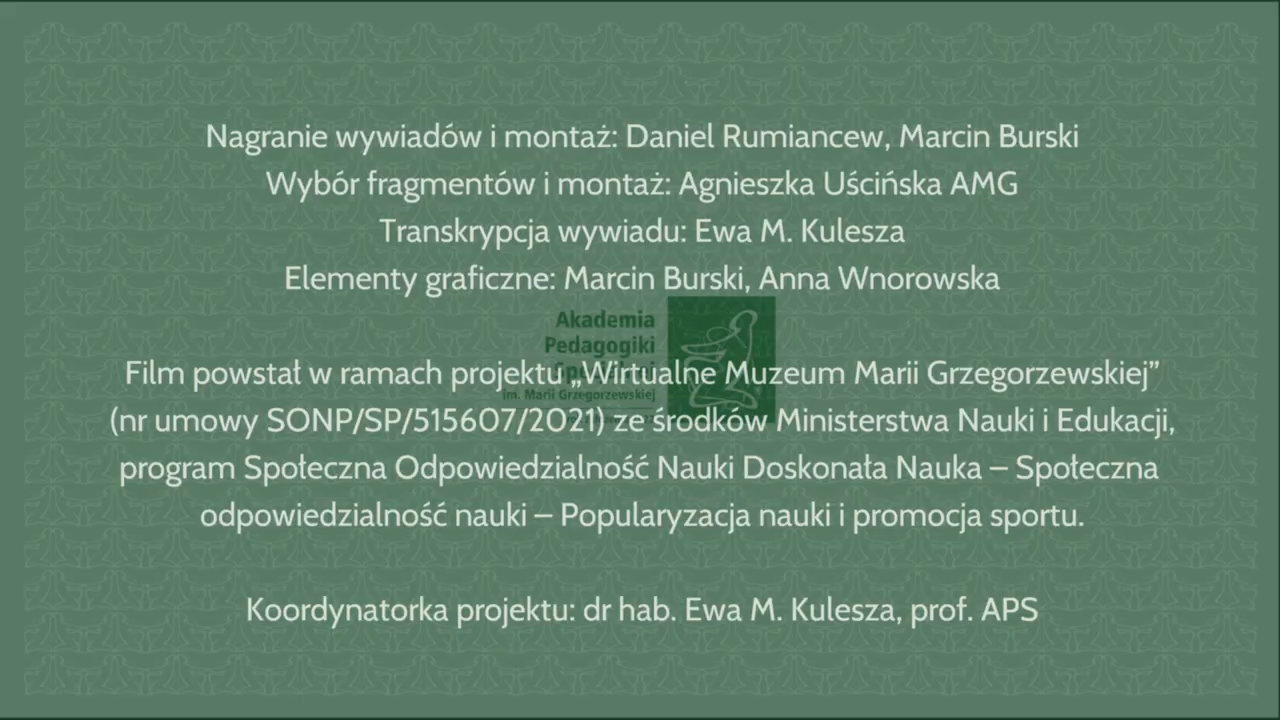 Nagranie wywiadów i montaż: Daniel Rumiancew, Marcin Burski
Wybór fragmentów i montaż: Agnieszka Uścińska AMG
Transkrypcja wywiadu: Ewa M. Kulesza
Elementy graficzne: Marcin Burski, Anna Wnorowska
Akademia
Pedagogiki
im. Marii Grzegorzewskiej
Film powstał w ramach projektu „Wirtualne Muzeum Marii Grzegorzewskiej”
(nr umowy SONP/SP/515607/2021) ze środków Ministerstwa Nauki i Edukacji,
program Społeczna Odpowiedzialność Nauki Doskonała Nauka – Społeczna
odpowiedzialność nauki – Popularyzacja nauki i promocja sportu.
Koordynatorka projektu: dr hab. Ewa M. Kulesza, prof. APS